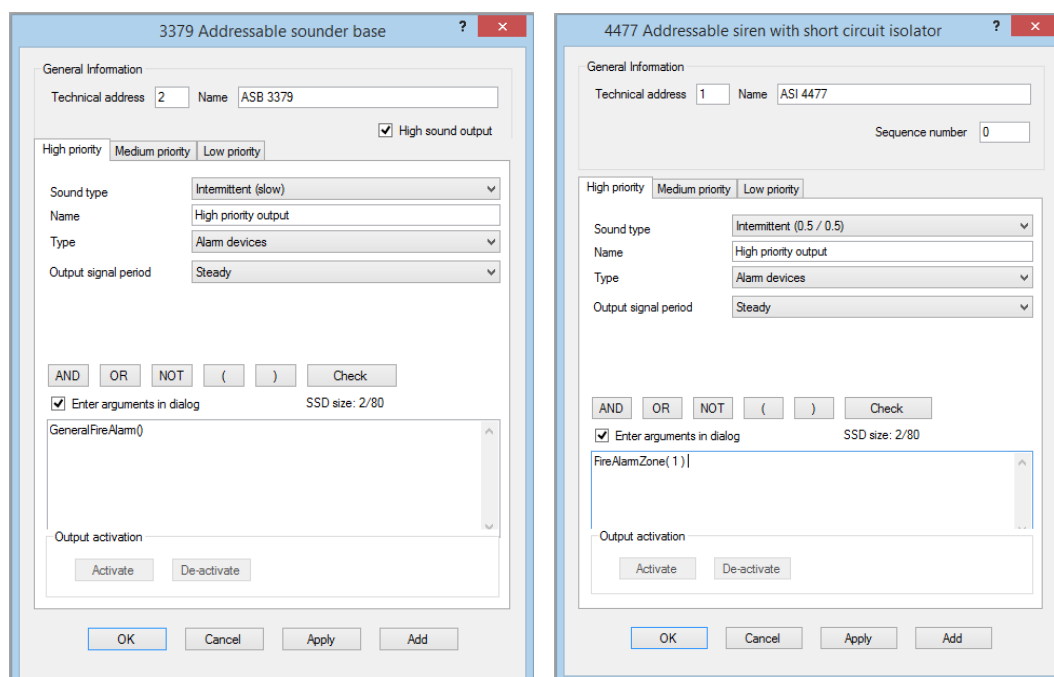 3379 Addressable sounder base ? ×
General Information
Technical address 2 Name ASB 3379
High sound output
High priority Medium priority Low priority
Sound type Intermittent (slow)
Name High priority output
Type Alarm devices
Output signal period Steady
AND OR NOT ( ) Check
Enter arguments in dialog SSD size: 2/80
GeneralFireAlarm()
Output activation
Activate De-activate
OK Cancel Apply Add
4477 Addressable siren with short circuit isolator ? ×
General Information
Technical address 1 Name ASI 4477
Sequence number 0
High priority Medium priority Low priority
Sound type Intermittent (0.5 / 0.5)
Name High priority output
Type Alarm devices
Output signal period Steady
AND OR NOT ( ) Check
Enter arguments in dialog SSD size: 2/80
FireAlarmZone( 1 )
Output activation
Activate De-activate
OK Cancel Apply Add